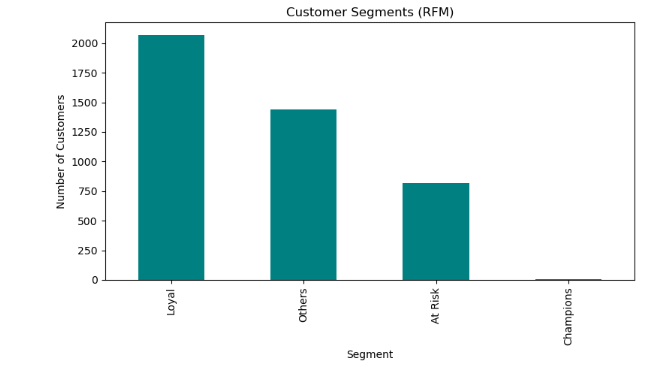 Customer Segments (RFM)
Number of Customers
2000
1750
1500
1250
1000
750
500
250
0
Loyal
Others
At Risk
Champions
Segment